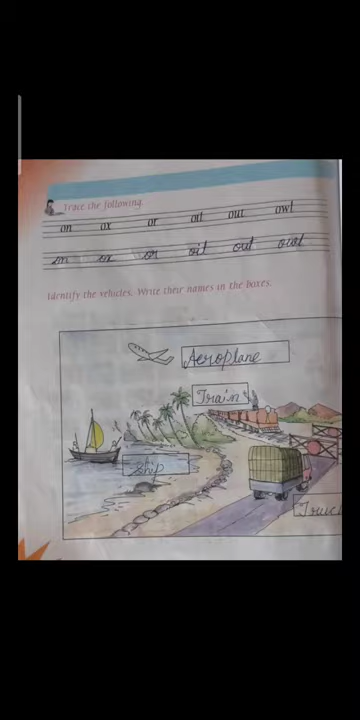 Trace the following.
on ox or oil out owl
on ox or oil out owl
Identify the vehicles. Write their names in the boxes.
Aeroplane
Train
Ship